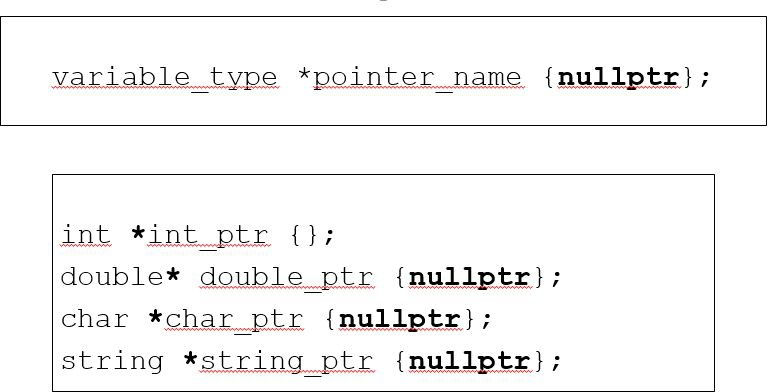 variable_type *pointer_name {nullptr};
int *int_ptr {};
double* double_ptr {nullptr};
char *char_ptr {nullptr};
string *string_ptr {nullptr};